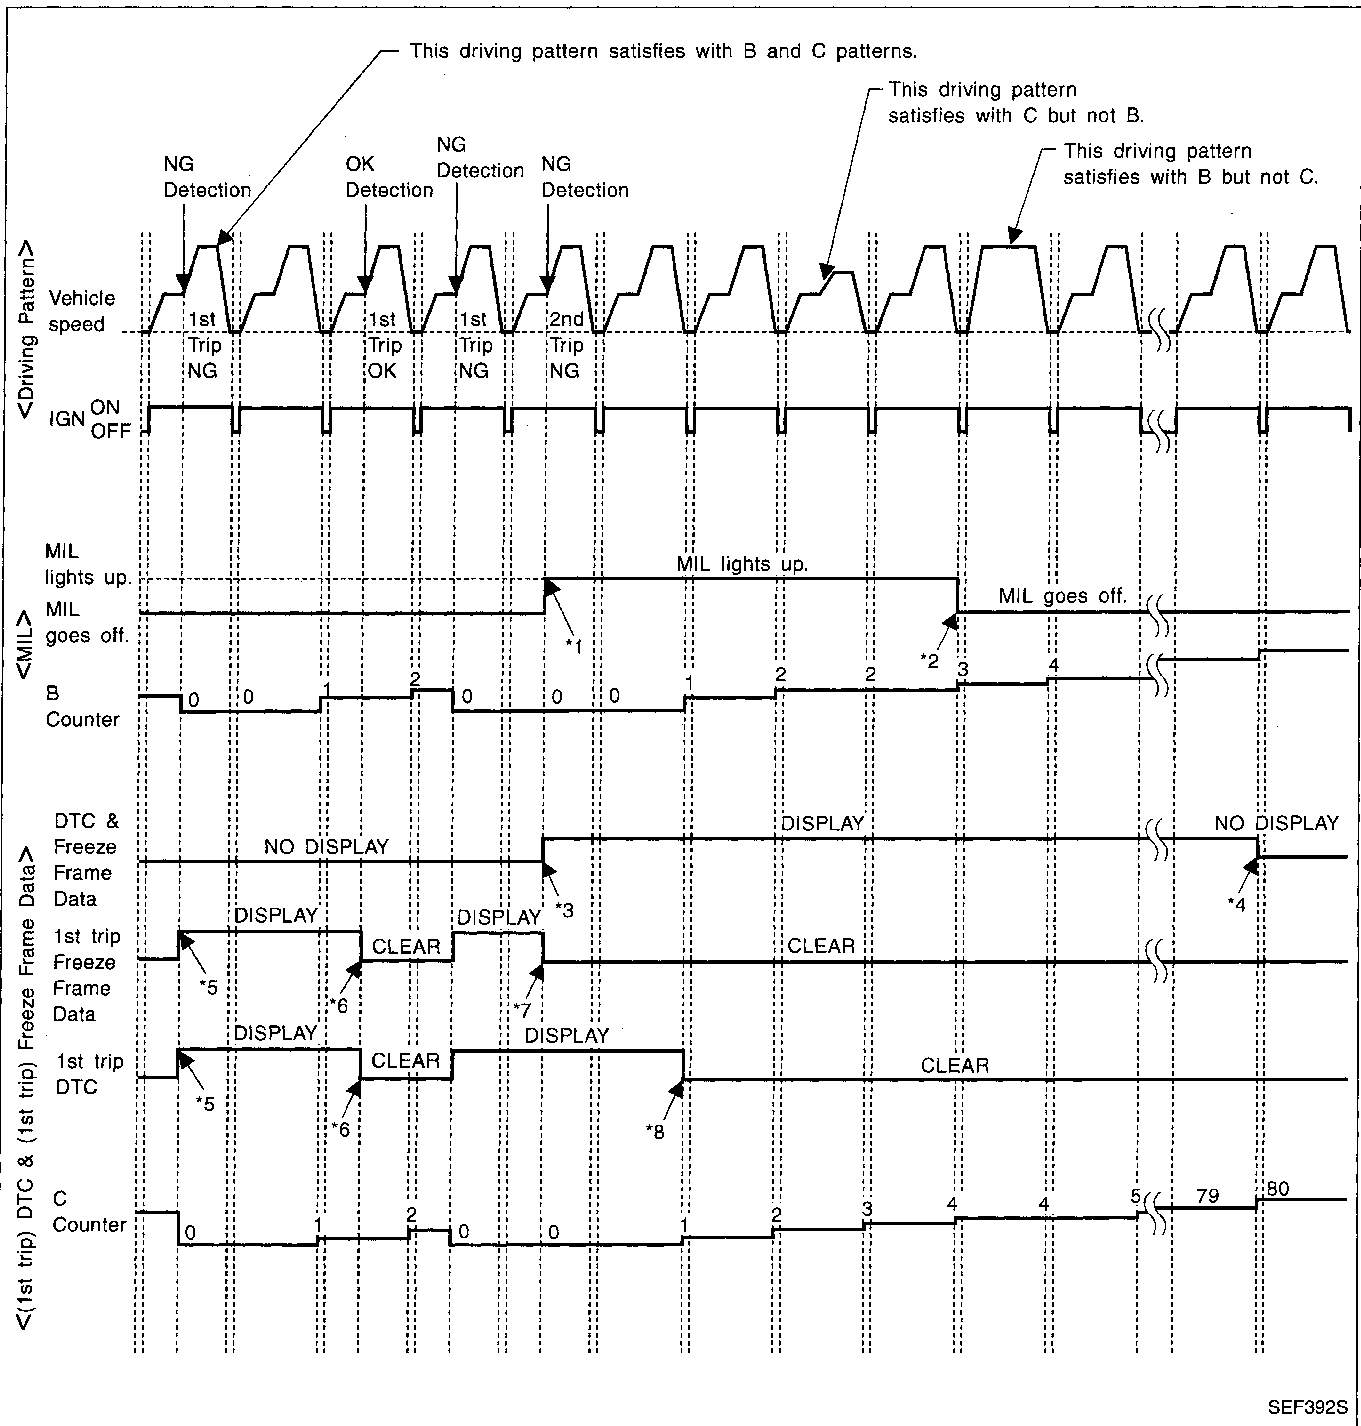 This driving pattern satisfies with B and C patterns.
This driving pattern
satisfies with C but not B.
This driving pattern
satisfies with B but not C.
NG
Detection
OK
Detection
NG
Detection
NG
Detection
<Driving Pattern>
Vehicle
speed
1st
Trip
NG
1st
Trip
OK
1st
Trip
NG
2nd
Trip
NG
IGN ON
OFF
<MIL>
MIL
lights up.
MIL lights up.
MIL
goes off.
MIL goes off.
*1
*2
B
Counter
0 0 1 2 0 0 0 1 2 2 3 4
<(1st trip) DTC & (1st trip) Freeze Frame Data>
DTC &
Freeze
Frame
Data
NO DISPLAY
DISPLAY
NO DISPLAY
*3
*4
1st trip
Freeze
Frame
Data
DISPLAY
CLEAR
DISPLAY
CLEAR
*5
*6
*7
1st trip
DTC
DISPLAY
CLEAR
DISPLAY
CLEAR
*5
*6
*8
C
Counter
0 1 2 0 0 1 2 3 4 4 5 79 80
SEF392S